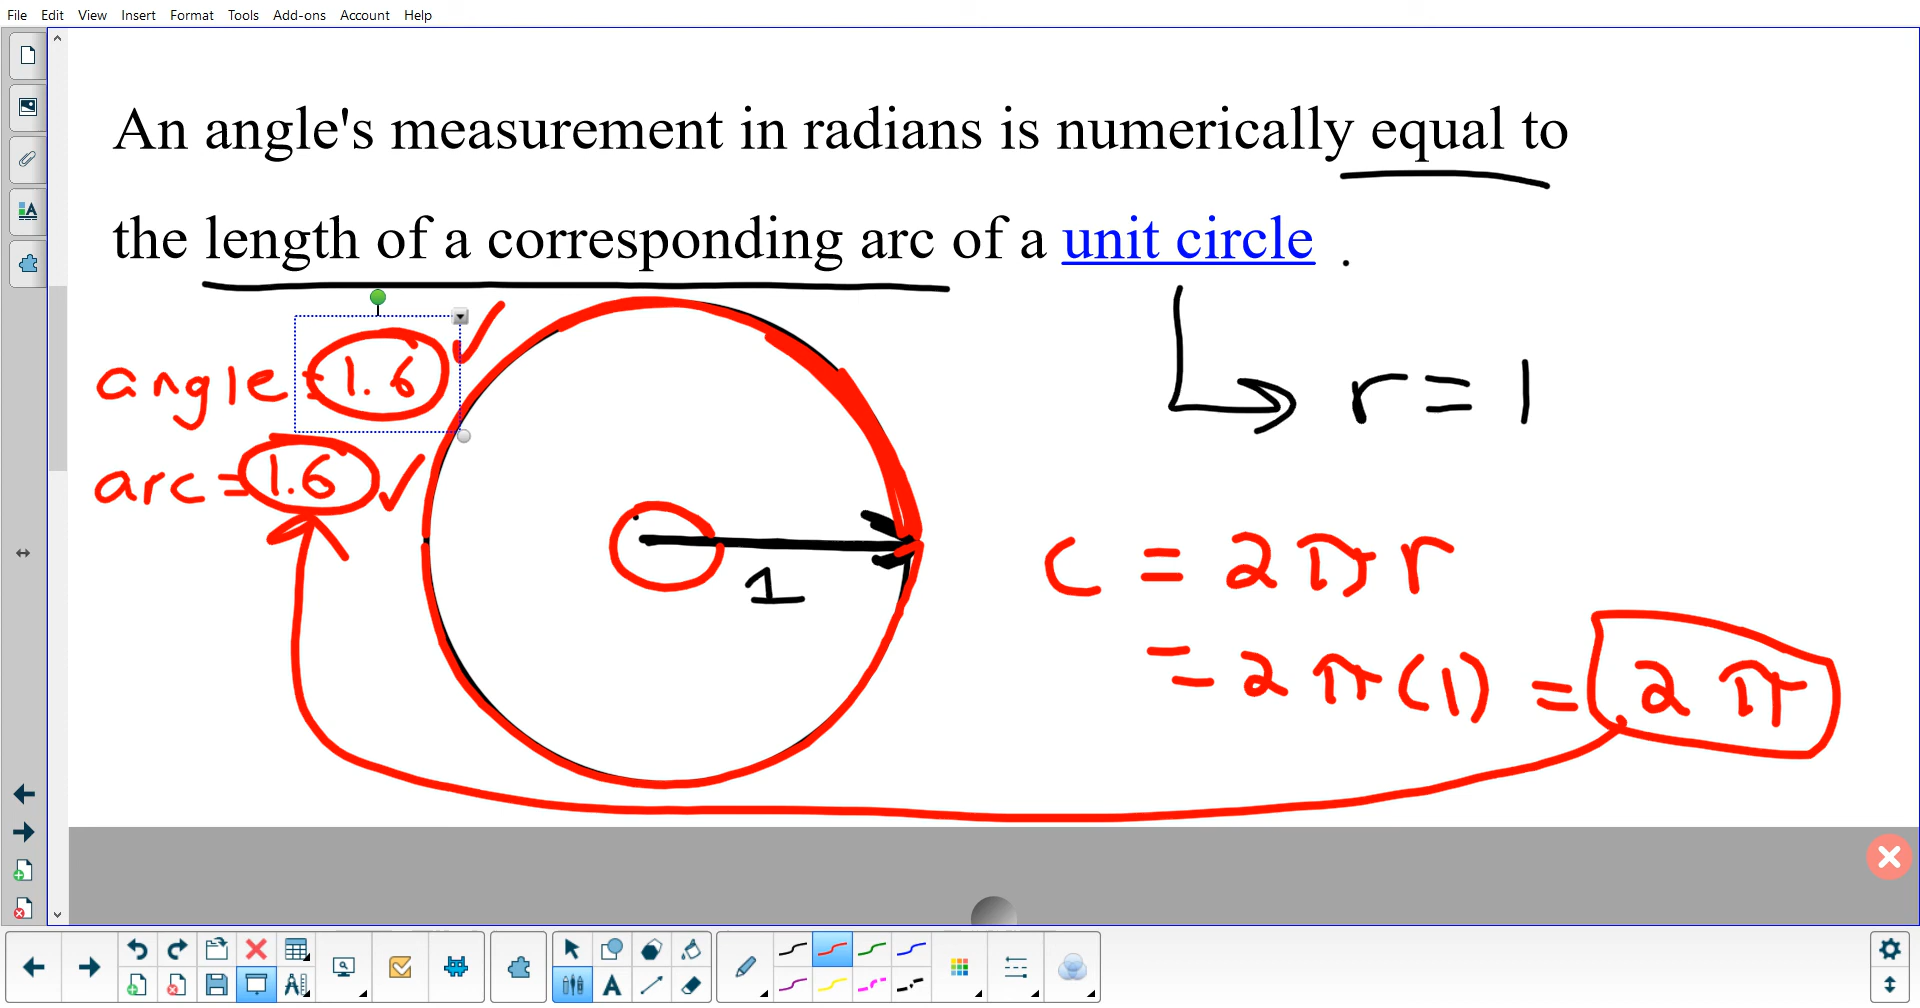 File Edit View Insert Format Tools Add-ons Account Help
An angle's measurement in radians is numerically equal to
the length of a corresponding arc of a unit circle .
angle = 1.6
r = 1
arc = 1.6
1
C = 2πr
= 2π(1) = 2π